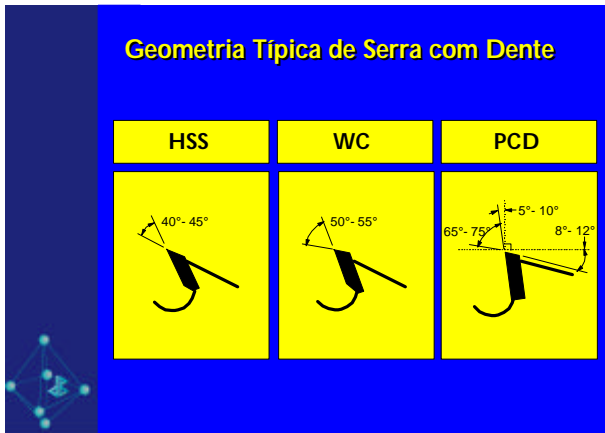 Geometria Típica de Serra com Dente
HSS
WC
PCD
40°- 45°
50°- 55°
5°- 10°
65°- 75°
8°- 12°